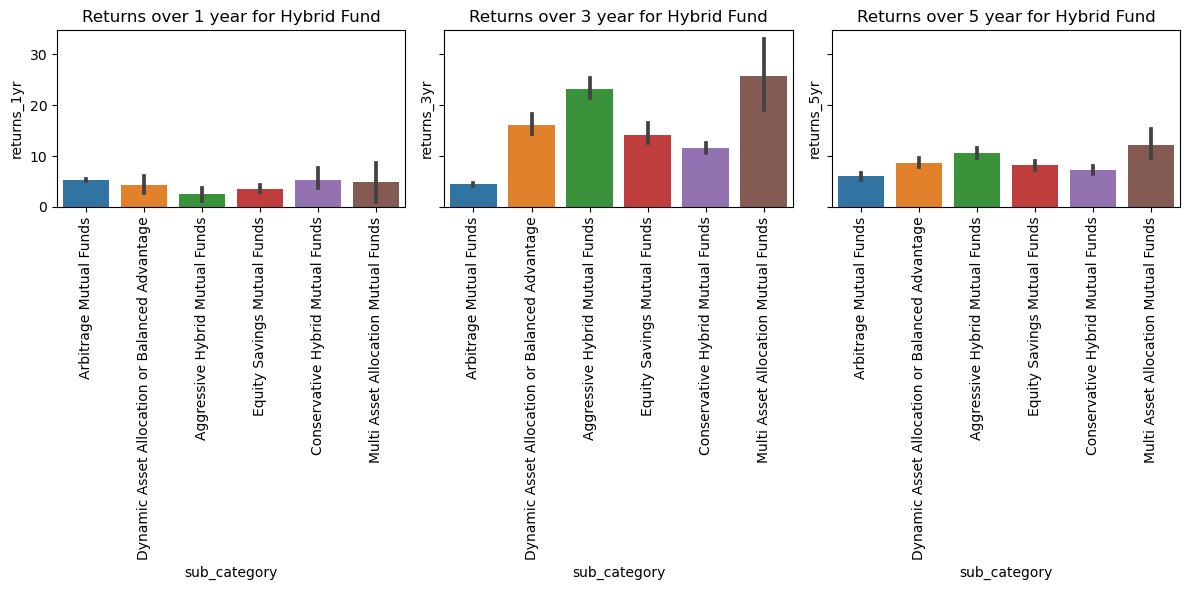 Returns over 1 year for Hybrid Fund
returns_1yr
30
20
10
0
Arbitrage Mutual Funds
Dynamic Asset Allocation or Balanced Advantage
Aggressive Hybrid Mutual Funds
Equity Savings Mutual Funds
Conservative Hybrid Mutual Funds
Multi Asset Allocation Mutual Funds
sub_category
Returns over 3 year for Hybrid Fund
returns_3yr
Arbitrage Mutual Funds
Dynamic Asset Allocation or Balanced Advantage
Aggressive Hybrid Mutual Funds
Equity Savings Mutual Funds
Conservative Hybrid Mutual Funds
Multi Asset Allocation Mutual Funds
sub_category
Returns over 5 year for Hybrid Fund
returns_5yr
Arbitrage Mutual Funds
Dynamic Asset Allocation or Balanced Advantage
Aggressive Hybrid Mutual Funds
Equity Savings Mutual Funds
Conservative Hybrid Mutual Funds
Multi Asset Allocation Mutual Funds
sub_category